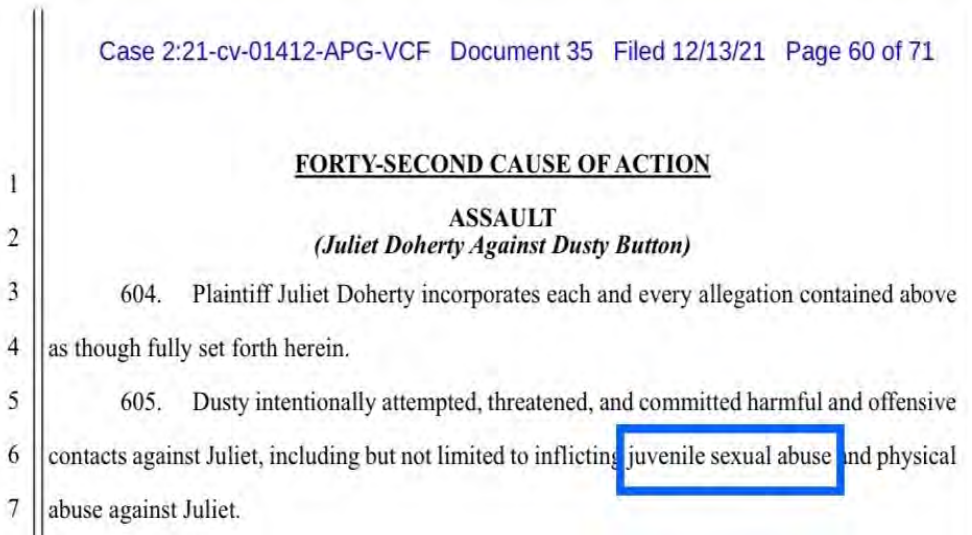 Case 2:21-cv-01412-APG-VCF Document 35 Filed 12/13/21 Page 60 of 71
FORTY-SECOND CAUSE OF ACTION
1
ASSAULT
2
(Juliet Doherty Against Dusty Button)
3 604. Plaintiff Juliet Doherty incorporates each and every allegation contained above
4 as though fully set forth herein.
5 605. Dusty intentionally attempted, threatened, and committed harmful and offensive
6 contacts against Juliet, including but not limited to inflicting juvenile sexual abuse and physical
7 abuse against Juliet.